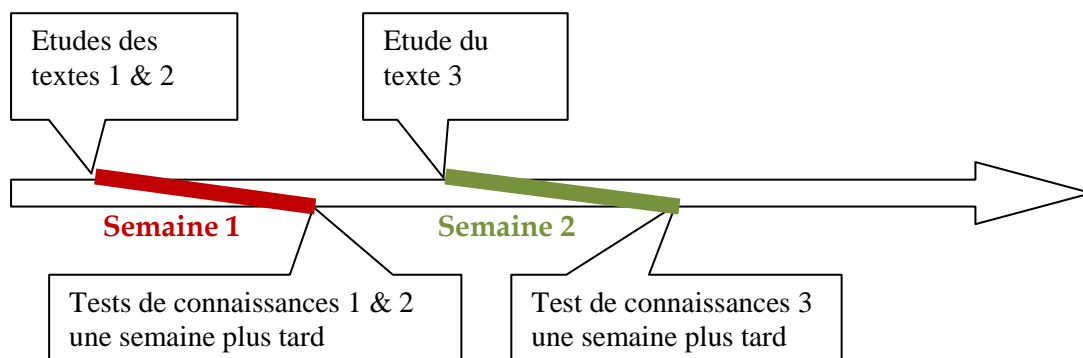 Etudes des
textes 1 & 2
Etude du
texte 3
Semaine 1
Semaine 2
Tests de connaissances 1 & 2
une semaine plus tard
Test de connaissances 3
une semaine plus tard